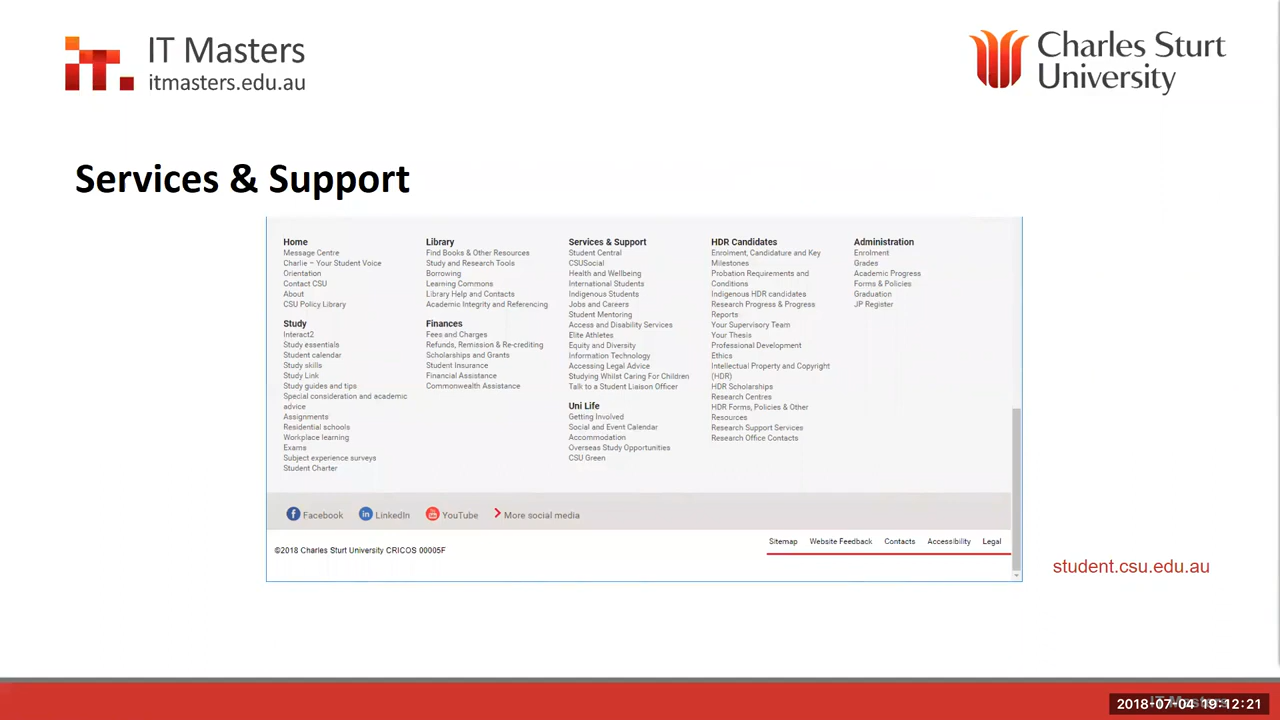 IT Masters
itmasters.edu.au
Charles Sturt
University
Services & Support
Home
Message Centre
Charlie – Your Student Voice
Orientation
Contact CSU
About
CSU Policy Library
Study
Interact2
Study essentials
Student calendar
Study skills
Study Link
Study guides and tips
Special consideration and academic
advice
Assignments
Residential schools
Workplace learning
Exams
Subject experience surveys
Student Charter
Library
Find Books & Other Resources
Study and Research Tools
Borrowing
Learning Commons
Library Help and Contacts
Academic Integrity and Referencing
Finances
Fees and Charges
Refunds, Remission & Re-crediting
Scholarships and Grants
Student Insurance
Financial Assistance
Commonwealth Assistance
Services & Support
Student Central
CSUSocial
Health and Wellbeing
International Students
Indigenous Students
Jobs and Careers
Student Mentoring
Access and Disability Services
Elite Athletes
Equity and Diversity
Information Technology
Accessing Legal Advice
Studying Whilst Caring For Children
Talk to a Student Liaison Officer
Uni Life
Getting Involved
Social and Event Calendar
Accommodation
Overseas Study Opportunities
CSU Green
HDR Candidates
Enrolment, Candidature and Key
Milestones
Probation Requirements and
Conditions
Indigenous HDR candidates
Research Progress & Progress
Reports
Your Supervisory Team
Your Thesis
Professional Development
Ethics
Intellectual Property and Copyright
(HDR)
HDR Scholarships
Research Centres
HDR Forms, Policies & Other
Resources
Research Support Services
Research Office Contacts
Administration
Enrolment
Grades
Academic Progress
Forms & Policies
Graduation
JP Register
Facebook LinkedIn YouTube More social media
Sitemap Website Feedback Contacts Accessibility Legal
©2018 Charles Sturt University CRICOS 00005F
student.csu.edu.au
IT Masters
2018-07-04 19:12:21